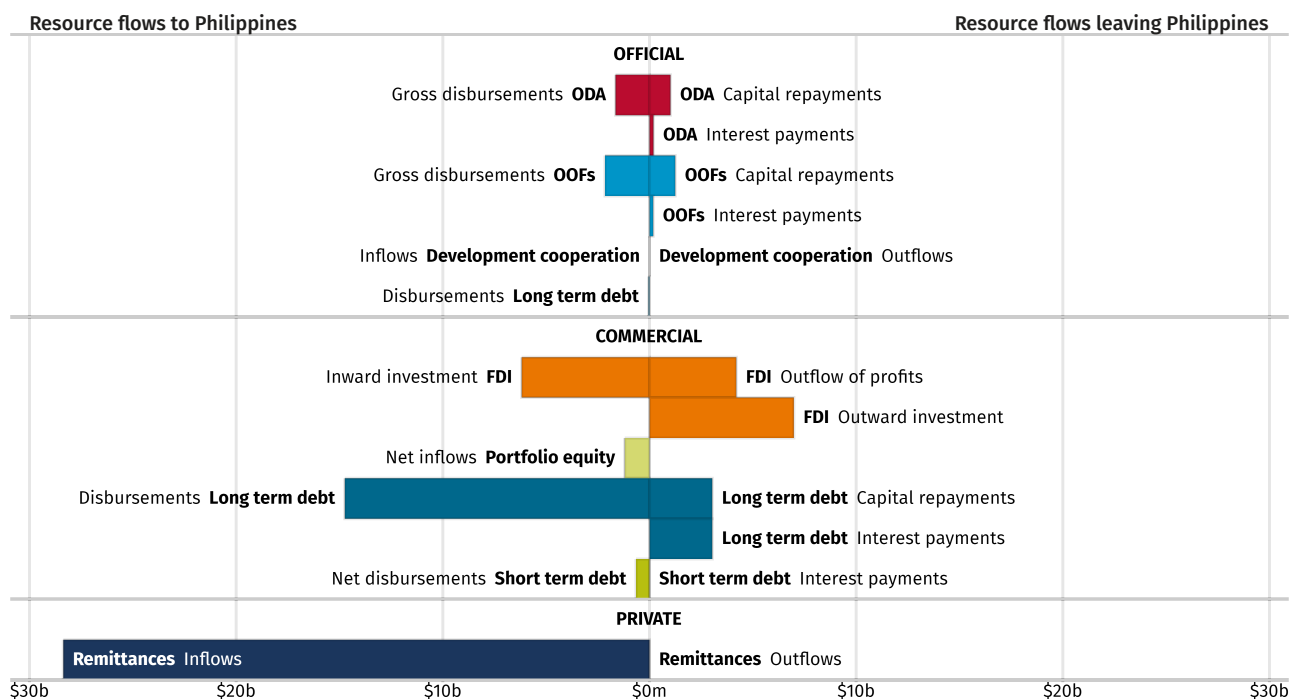 Resource flows to Philippines Resource flows leaving Philippines
OFFICIAL
Gross disbursements ODA ODA Capital repayments
ODA Interest payments
Gross disbursements OOFs OOFs Capital repayments
OOFs Interest payments
Inflows Development cooperation Development cooperation Outflows
Disbursements Long term debt
COMMERCIAL
Inward investment FDI FDI Outflow of profits
FDI Outward investment
Net inflows Portfolio equity
Disbursements Long term debt Long term debt Capital repayments
Long term debt Interest payments
Net disbursements Short term debt Short term debt Interest payments
PRIVATE
Remittances Inflows Remittances Outflows
$30b $20b $10b $0m $10b $20b $30b